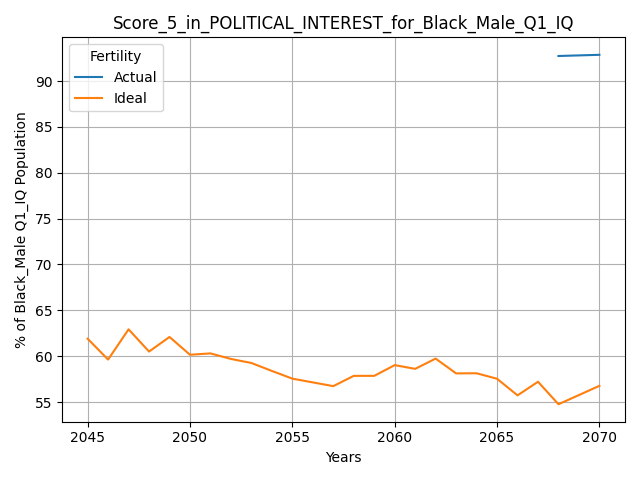 Score_5_in_POLITICAL_INTEREST_for_Black_Male_Q1_IQ
Fertility
Actual
Ideal
% of Black_Male Q1_IQ Population
90
85
80
75
70
65
60
55
2045
2050
2055
2060
2065
2070
Years